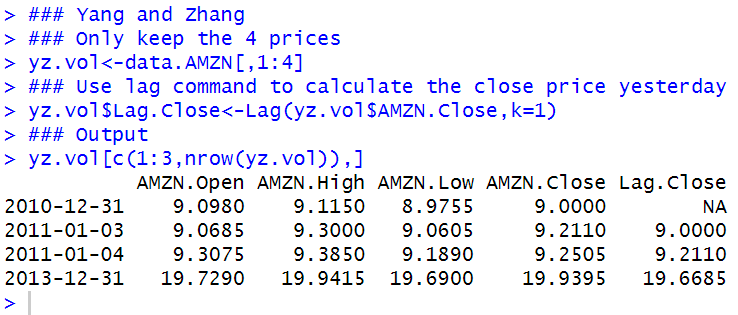 > ### Yang and Zhang
> ### Only keep the 4 prices
> yz.vol<-data.AMZN[,1:4]
> ### Use lag command to calculate the close price yesterday
> yz.vol$Lag.Close<-Lag(yz.vol$AMZN.Close,k=1)
> ### Output
> yz.vol[c(1:3,nrow(yz.vol)),]
           AMZN.Open AMZN.High AMZN.Low AMZN.Close Lag.Close
2010-12-31    9.0980    9.1150   8.9755     9.0000        NA
2011-01-03    9.0685    9.3000   9.0605     9.2110    9.0000
2011-01-04    9.3075    9.3850   9.1890     9.2505    9.2110
2013-12-31   19.7290   19.9415  19.6900    19.9395   19.6685
>